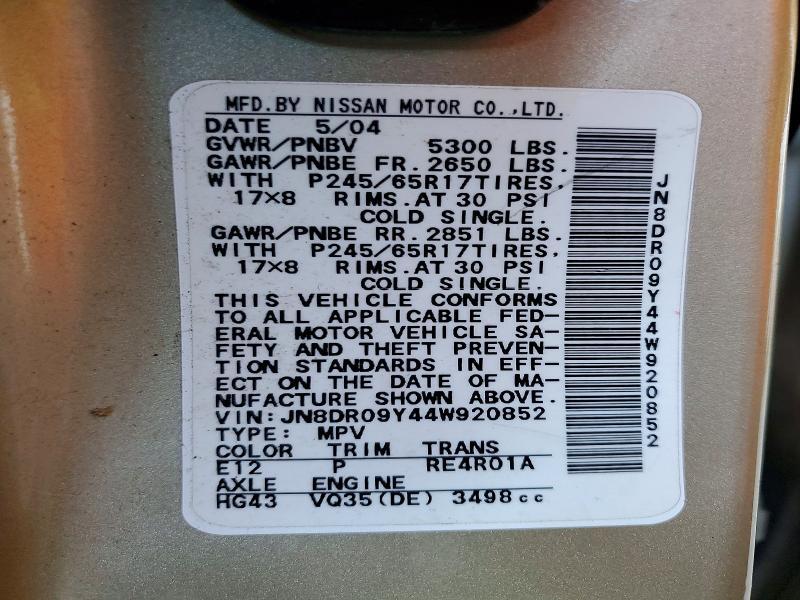 MFD.BY NISSAN MOTOR CO.,LTD.
DATE 5/04
GVWR/PNBV 5300 LBS.
GAWR/PNBE FR.2650 LBS.
WITH P245/65R17TIRES,
17×8 RIMS.AT 30 PSI
COLD SINGLE.
GAWR/PNBE RR.2851 LBS.
WITH P245/65R17TIRES,
17×8 RIMS.AT 30 PSI
COLD SINGLE.
THIS VEHICLE CONFORMS
TO ALL APPLICABLE FED-
ERAL MOTOR VEHICLE SA-
FETY AND THEFT PREVEN-
TION STANDARDS IN EFF-
ECT ON THE DATE OF MA-
NUFACTURE SHOWN ABOVE.
VIN:JN8DR09Y44W920852
TYPE: MPV
COLOR TRIM TRANS
E12 P RE4R01A
AXLE ENGINE
HG43 VQ35(DE) 3498cc
JN8DR09Y44W920852